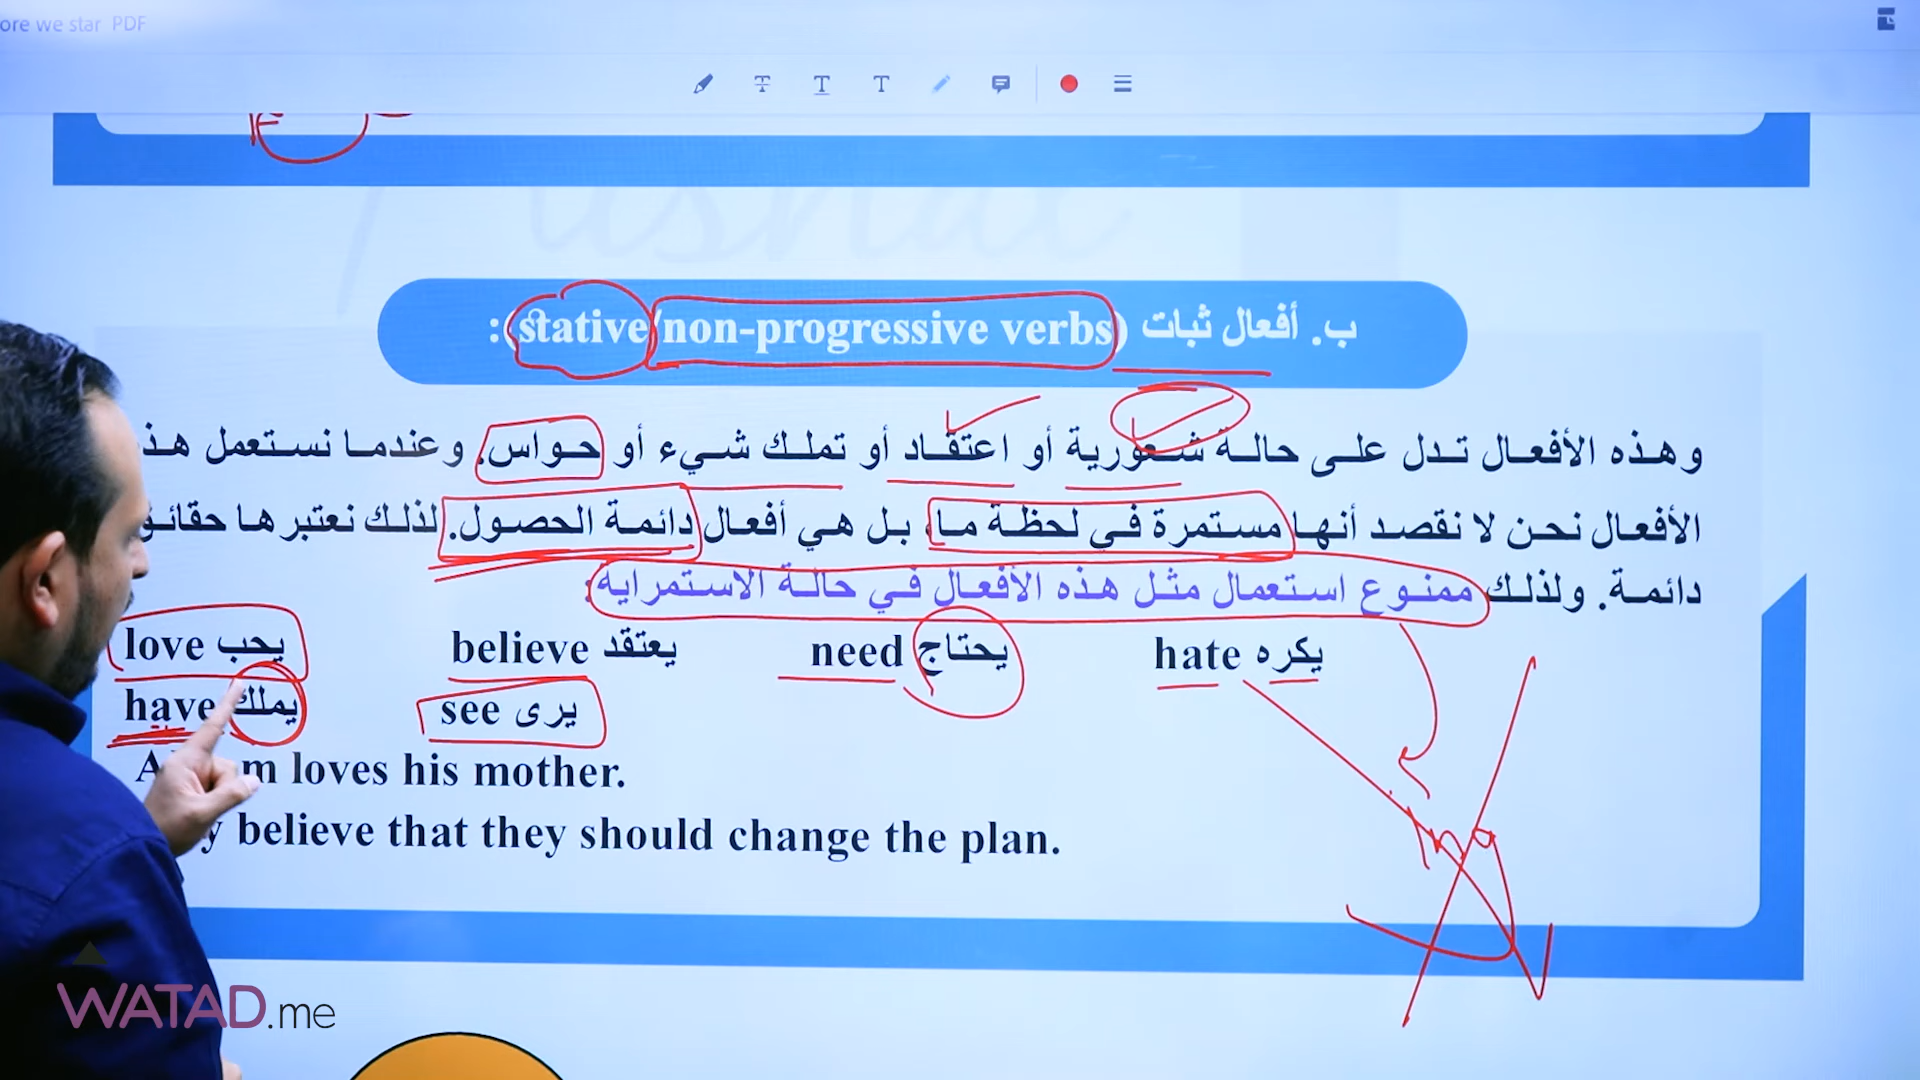 ore we star PDF
ب. أفعال ثبات (stative/non-progressive verbs):
وهذه الأفعال تدل على حالة شعورية أو اعتقاد أو تملك شيء أو حواس. وعندما نستعمل هذ
الأفعال نحن لا نقصد أنها مستمرة في لحظة ما، بل هي أفعال دائمة الحصول. لذلك نعتبرها حقائق
دائمة. ولذلك ممنوع استعمال مثل هذه الأفعال في حالة الاستمراية:
love يحب believe يعتقد need يحتاج hate يكره
have يملك see يرى
loves his mother.
believe that they should change the plan.
ing
WATAD.me